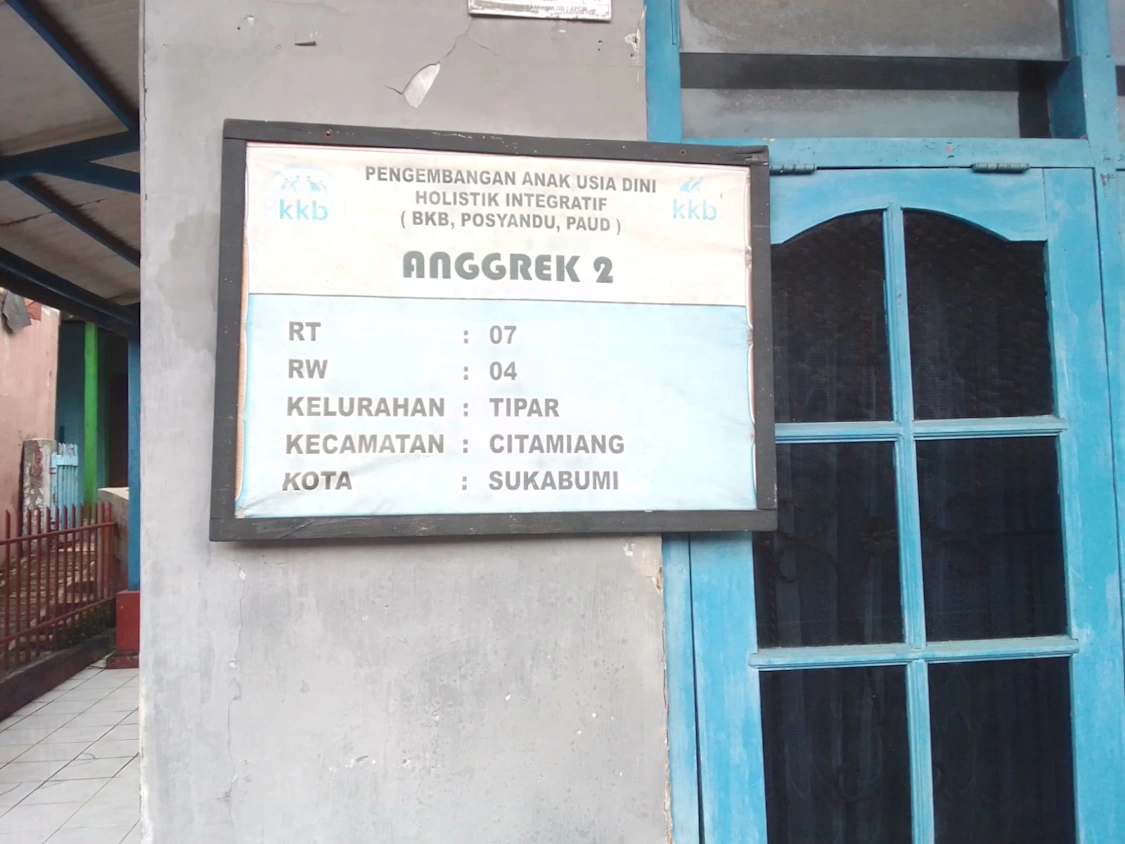 PENGEMBANGAN ANAK USIA DINI
HOLISTIK INTEGRATIF
( BKB, POSYANDU, PAUD )
kkb
kkb
ANGGREK 2
RT : 07
RW : 04
KELURAHAN : TIPAR
KECAMATAN : CITAMIANG
KOTA : SUKABUMI